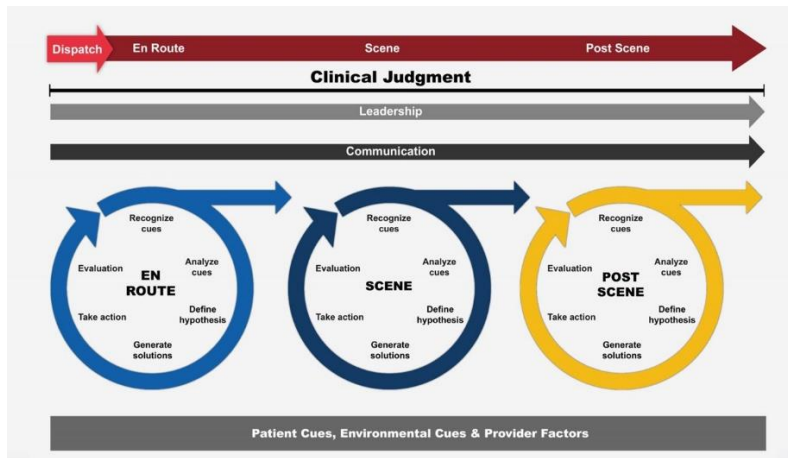 Dispatch
En Route
Scene
Post Scene
Clinical Judgment
Leadership
Communication
Recognize
cues
Analyze
cues
Define
hypothesis
Generate
solutions
Take action
Evaluation
EN
ROUTE
Recognize
cues
Analyze
cues
Define
hypothesis
Generate
solutions
Take action
Evaluation
SCENE
Recognize
cues
Analyze
cues
Define
hypothesis
Generate
solutions
Take action
Evaluation
POST
SCENE
Patient Cues, Environmental Cues & Provider Factors